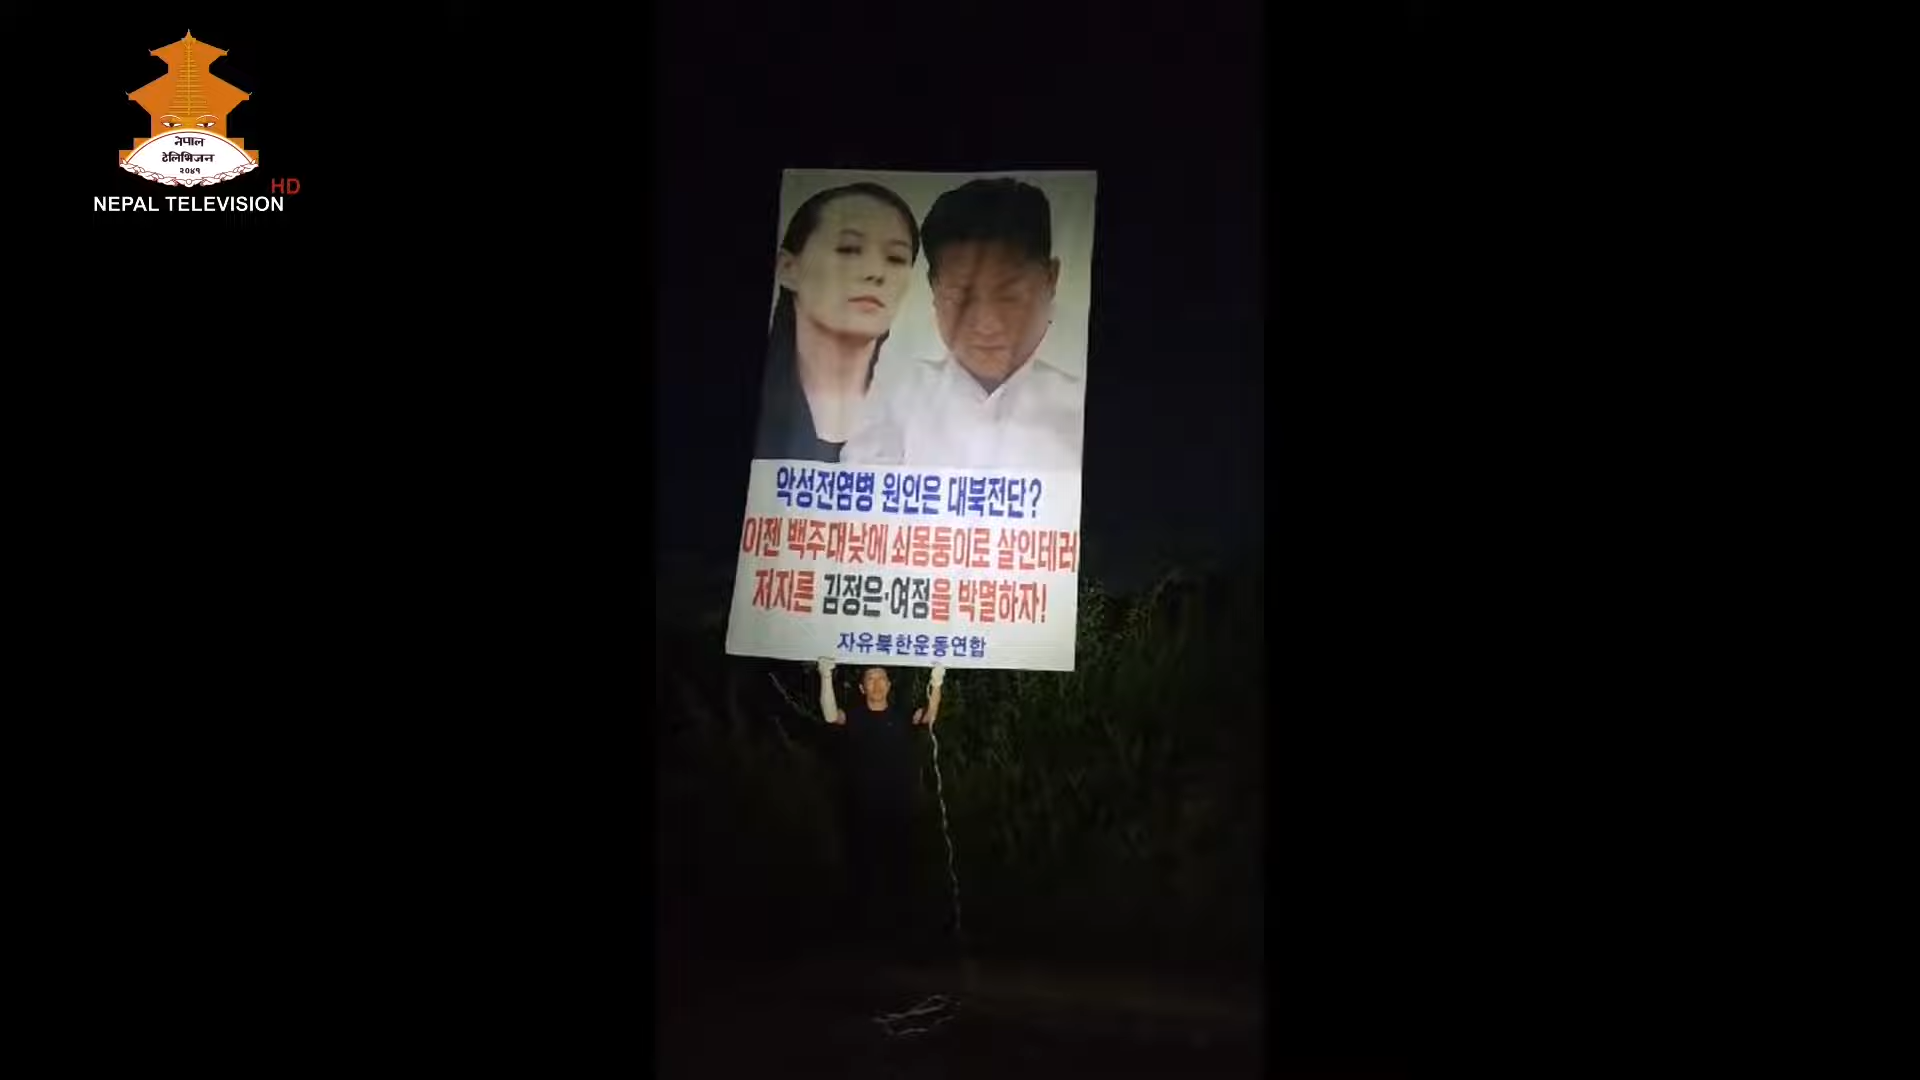 नेपाल
टेलिभिजन
२०४१
HD
NEPAL TELEVISION
악성전염병 원인은 대북전단?
이젠 백주대낮에 쇠몽둥이로 살인테러
저지른 김정은·여정을 박멸하자!
자유북한운동연합